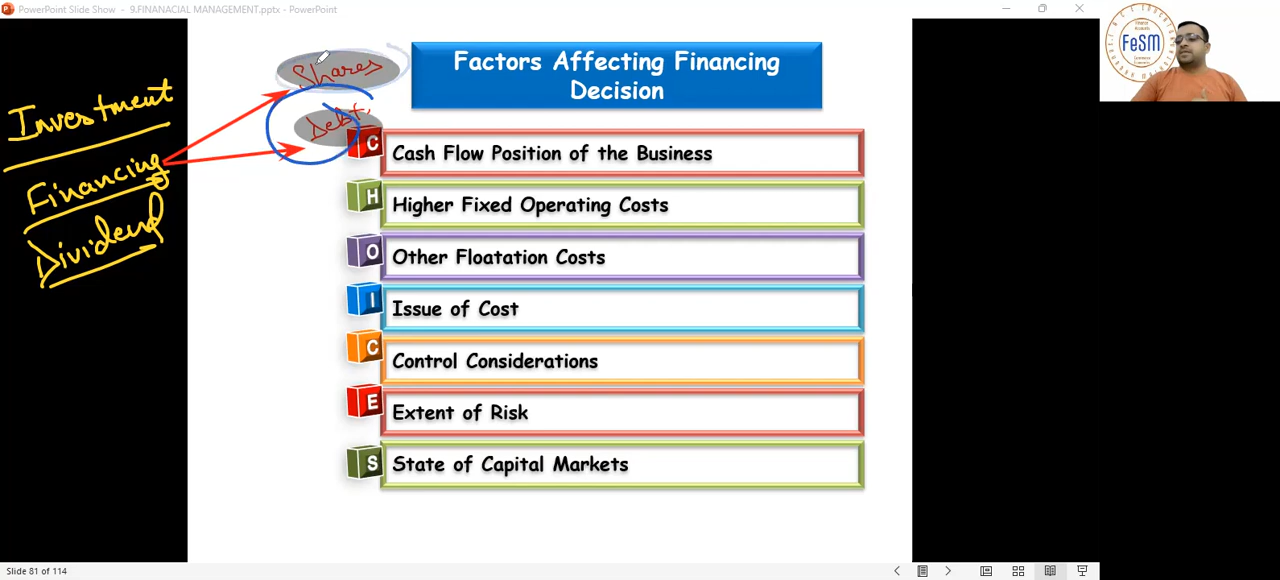 PowerPoint Slide Show - 9.FINANACIAL MANAGEMENT.pptx - PowerPoint
FeSM
Shares
Debt
Investment
Financing
Dividend
Factors Affecting Financing
Decision
C Cash Flow Position of the Business
H Higher Fixed Operating Costs
O Other Floatation Costs
I Issue of Cost
C Control Considerations
E Extent of Risk
S State of Capital Markets
Slide 81 of 114